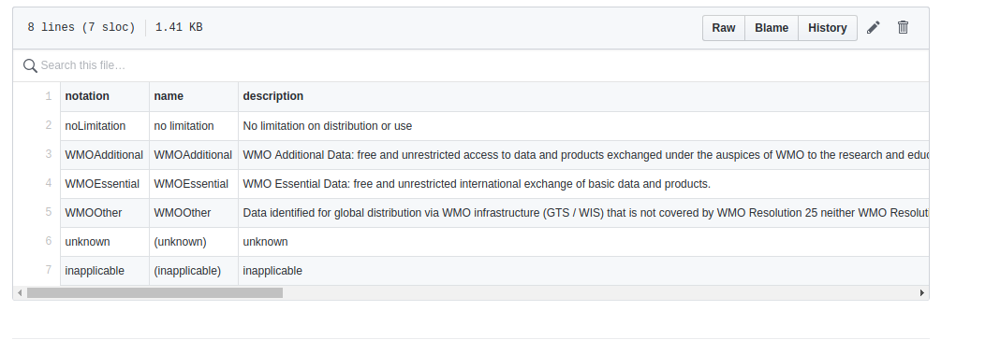 8 lines (7 sloc) 1.41 KB Raw Blame History
Search this file…
1 notation name description
2 noLimitation no limitation No limitation on distribution or use
3 WMOAdditional WMOAdditional WMO Additional Data: free and unrestricted access to data and products exchanged under the auspices of WMO to the research and
4 WMOEssential WMOEssential WMO Essential Data: free and unrestricted international exchange of basic data and products.
5 WMOOther WMOOther Data identified for global distribution via WMO infrastructure (GTS / WIS) that is not covered by WMO Resolution 25 neither WMO
6 unknown (unknown) unknown
7 inapplicable (inapplicable) inapplicable